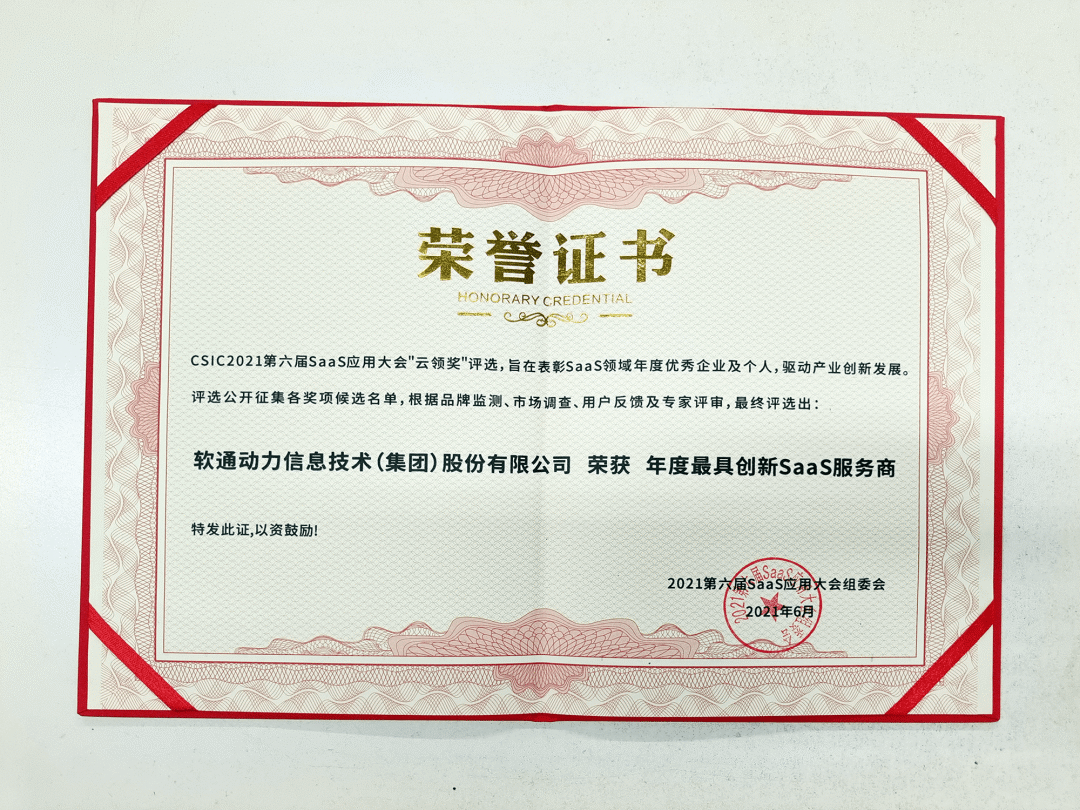 荣誉证书
HONORARY CREDENTIAL
CSIC2021第六届SaaS应用大会"云领奖"评选,旨在表彰SaaS领域年度优秀企业及个人,驱动产业创新发展。
评选公开征集各奖项候选名单,根据品牌监测、市场调查、用户反馈及专家评审,最终评选出:
软通动力信息技术(集团)股份有限公司 荣获 年度最具创新SaaS服务商
特发此证,以资鼓励!
2021第六届SaaS应用大会组委会
2021年6月